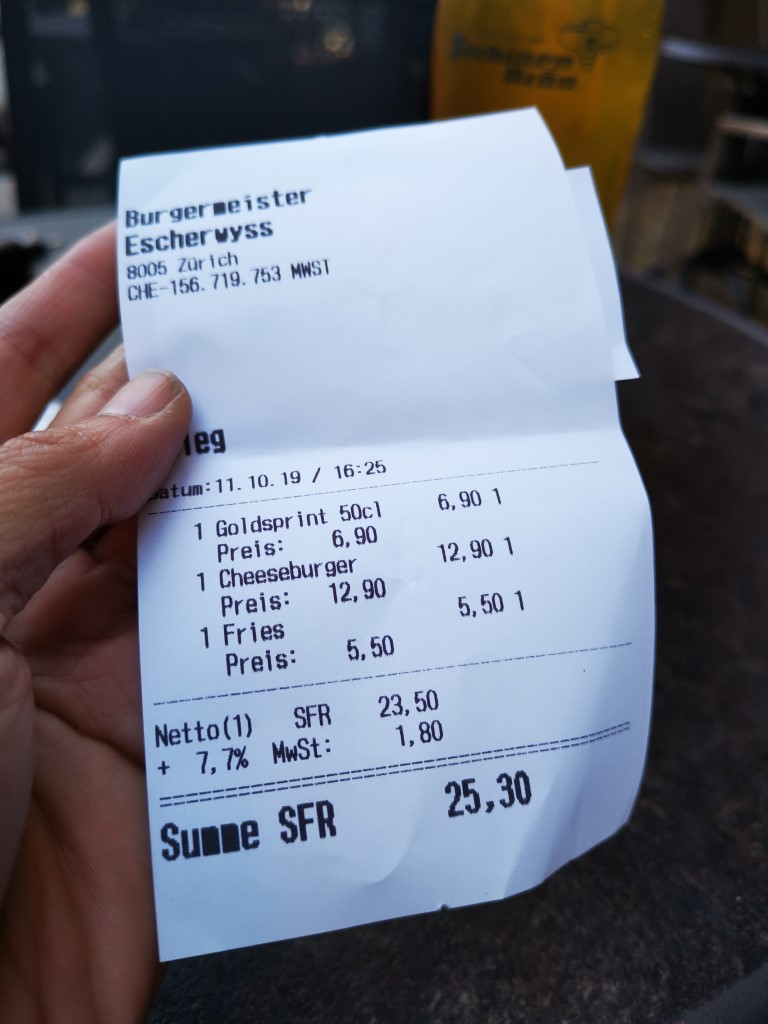 Burgermeister
Escherwyss
8005 Zürich
CHE-156.719.753 MWST
atum:11.10.19 / 16:25
1 Goldsprint 50cl 6,90 1
Preis: 6,90
1 Cheeseburger 12,90 1
Preis: 12,90
1 Fries 5,50 1
Preis: 5,50
Netto(1) SFR 23,50
+ 7,7% MwSt: 1,80
Summe SFR 25,30